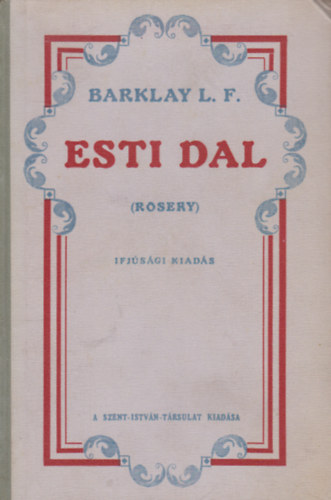 BARKLAY L. F.
ESTI DAL
(ROSERY)
IFJÚSÁGI KIADÁS
A SZENT-ISTVÁN-TÁRSULAT KIADÁSA